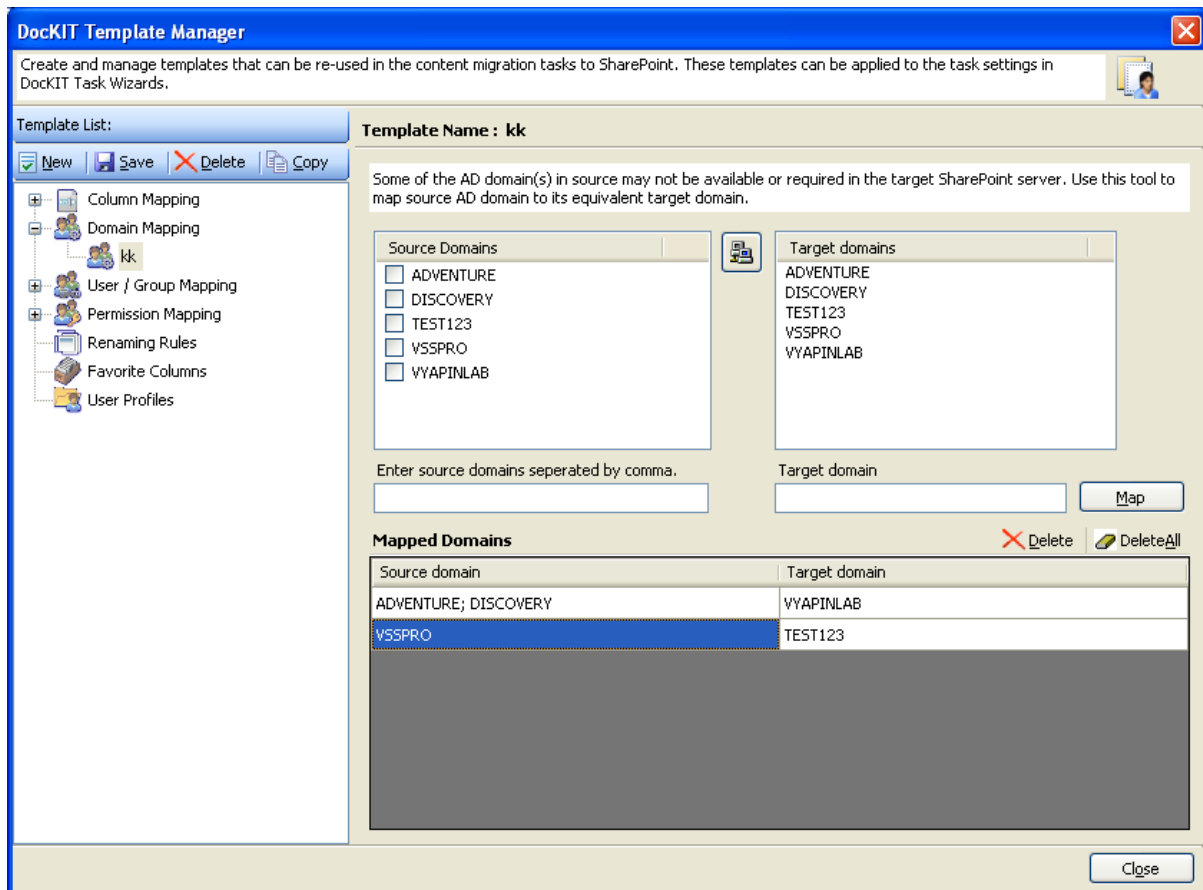 DocKIT Template Manager
Create and manage templates that can be re-used in the content migration tasks to SharePoint. These templates can be applied to the task settings in
DocKIT Task Wizards.
Template List:
New Save Delete Copy
Column Mapping
Domain Mapping
kk
User / Group Mapping
Permission Mapping
Renaming Rules
Favorite Columns
User Profiles
Template Name : kk
Some of the AD domain(s) in source may not be available or required in the target SharePoint server. Use this tool to
map source AD domain to its equivalent target domain.
Source Domains
ADVENTURE
DISCOVERY
TEST123
VSSPRO
VYAPINLAB
Target domains
ADVENTURE
DISCOVERY
TEST123
VSSPRO
VYAPINLAB
Enter source domains seperated by comma.
Target domain
Map
Mapped Domains
Delete DeleteAll
Source domain Target domain
ADVENTURE; DISCOVERY VYAPINLAB
VSSPRO TEST123
Close